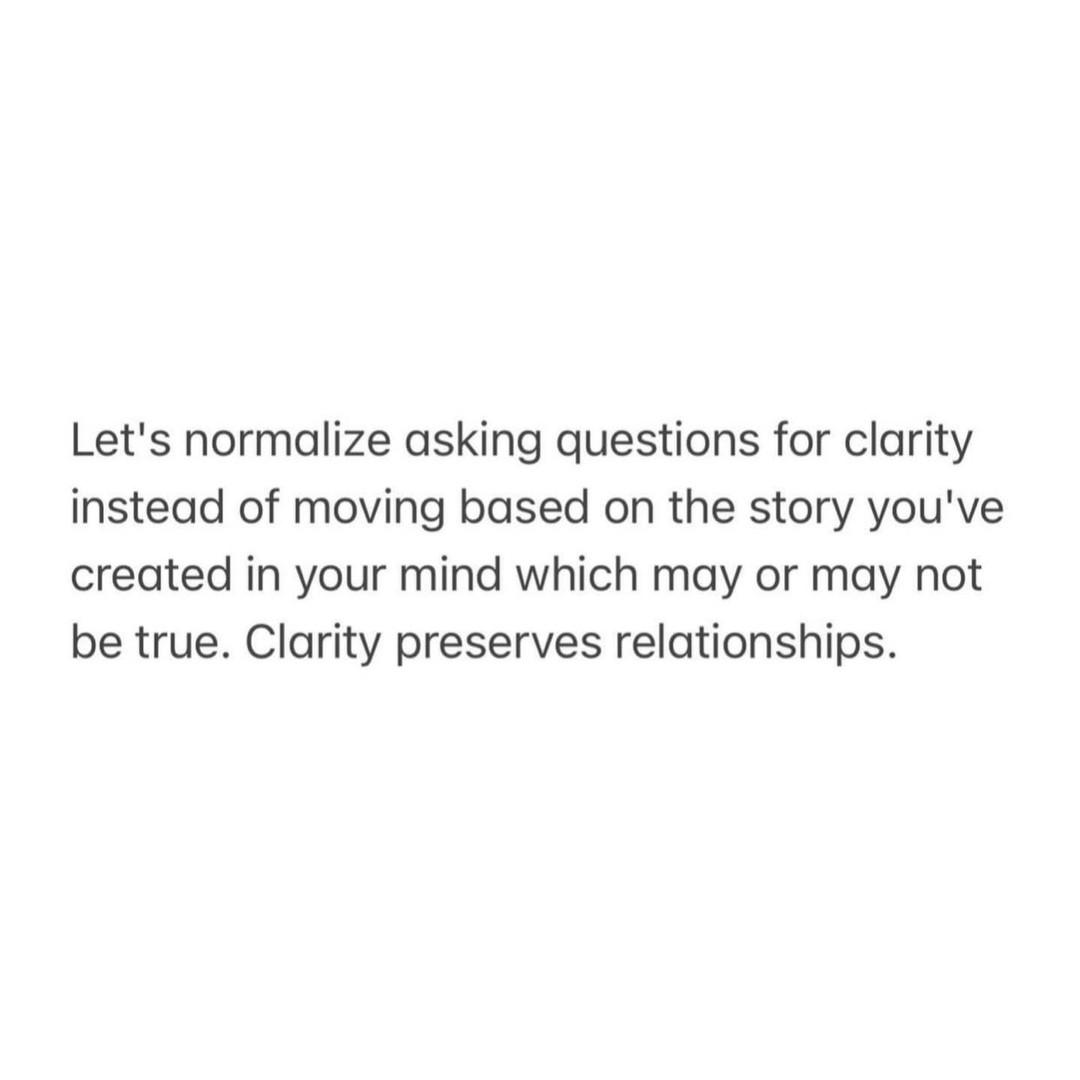 Let's normalize asking questions for clarity
instead of moving based on the story you've
created in your mind which may or may not
be true. Clarity preserves relationships.